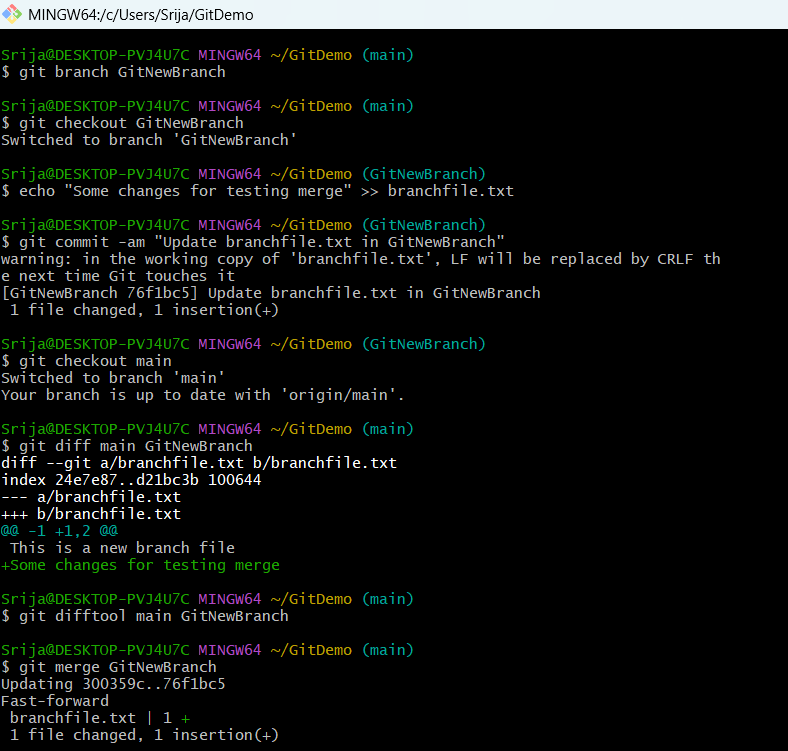 MINGW64:/c/Users/Srija/GitDemo
Srija@DESKTOP-PVJ4U7C MINGW64 ~/GitDemo (main)
$ git branch GitNewBranch
Srija@DESKTOP-PVJ4U7C MINGW64 ~/GitDemo (main)
$ git checkout GitNewBranch
Switched to branch 'GitNewBranch'
Srija@DESKTOP-PVJ4U7C MINGW64 ~/GitDemo (GitNewBranch)
$ echo "Some changes for testing merge" >> branchfile.txt
Srija@DESKTOP-PVJ4U7C MINGW64 ~/GitDemo (GitNewBranch)
$ git commit -am "Update branchfile.txt in GitNewBranch"
warning: in the working copy of 'branchfile.txt', LF will be replaced by CRLF th
e next time Git touches it
[GitNewBranch 76f1bc5] Update branchfile.txt in GitNewBranch
 1 file changed, 1 insertion(+)
Srija@DESKTOP-PVJ4U7C MINGW64 ~/GitDemo (GitNewBranch)
$ git checkout main
Switched to branch 'main'
Your branch is up to date with 'origin/main'.
Srija@DESKTOP-PVJ4U7C MINGW64 ~/GitDemo (main)
$ git diff main GitNewBranch
diff --git a/branchfile.txt b/branchfile.txt
index 24e7e87..d21bc3b 100644
--- a/branchfile.txt
+++ b/branchfile.txt
@@ -1 +1,2 @@
 This is a new branch file
+Some changes for testing merge
Srija@DESKTOP-PVJ4U7C MINGW64 ~/GitDemo (main)
$ git difftool main GitNewBranch
Srija@DESKTOP-PVJ4U7C MINGW64 ~/GitDemo (main)
$ git merge GitNewBranch
Updating 300359c..76f1bc5
Fast-forward
 branchfile.txt | 1 +
 1 file changed, 1 insertion(+)